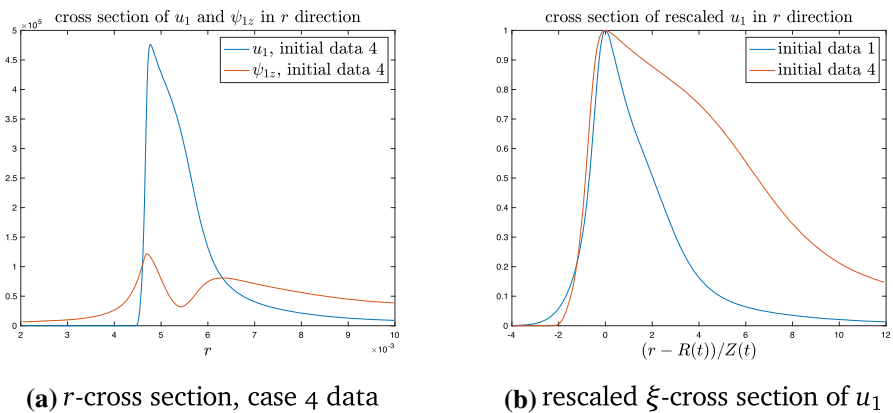 cross section of u₁ and ψ₁z in r direction
×10⁵
5
4.5
4
3.5
3
2.5
2
1.5
1
0.5
0
2 3 4 5 6 7 8 9 10
×10⁻³
r
u₁, initial data 4
ψ₁z, initial data 4
(a) r-cross section, case 4 data
cross section of rescaled u₁ in r direction
1
0.9
0.8
0.7
0.6
0.5
0.4
0.3
0.2
0.1
0
-4 -2 0 2 4 6 8 10 12
(r − R(t))/Z(t)
initial data 1
initial data 4
(b) rescaled ξ-cross section of u₁